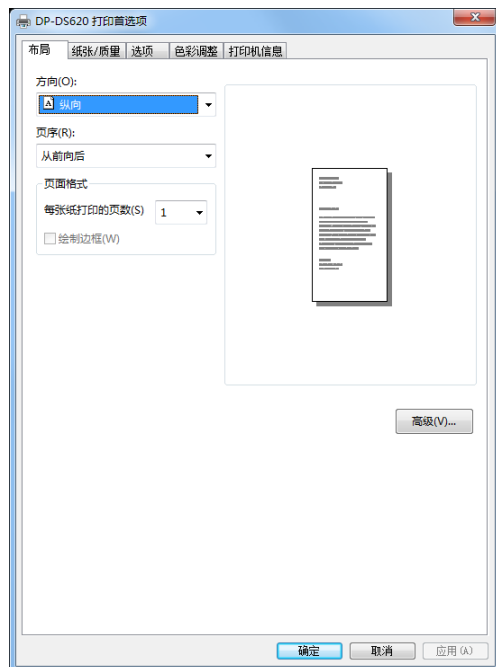 DP-DS620 打印首选项
布局 纸张/质量 选项 色彩调整 打印机信息
方向(O):
A 纵向
页序(R):
从前向后
页面格式
每张纸打印的页数(S) 1
绘制边框(W)
高级(V)...
确定 取消 应用(A)